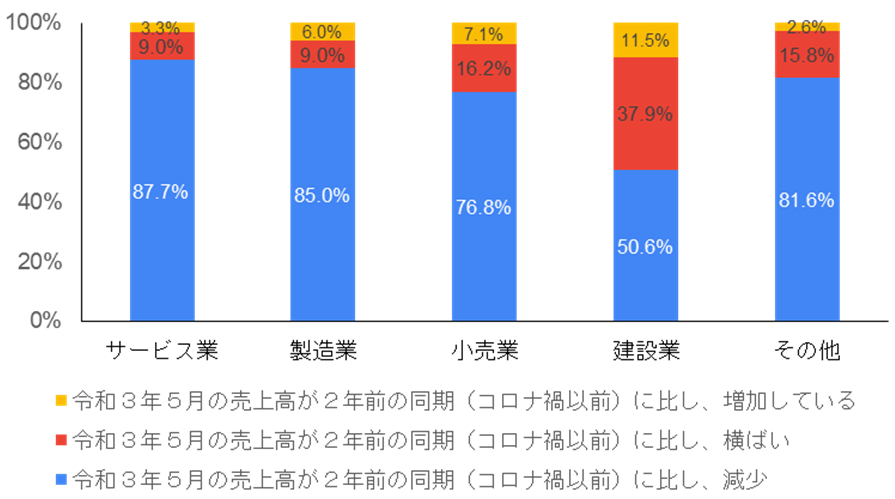 100%
3.3%
6.0%
7.1%
11.5%
2.6%
9.0%
9.0%
16.2%
37.9%
15.8%
80%
60%
87.7%
85.0%
76.8%
50.6%
81.6%
40%
20%
0%
サービス業
製造業
小売業
建設業
その他
令和３年５月の売上高が２年前の同期（コロナ禍以前）に比し、増加している
令和３年５月の売上高が２年前の同期（コロナ禍以前）に比し、横ばい
令和３年５月の売上高が２年前の同期（コロナ禍以前）に比し、減少